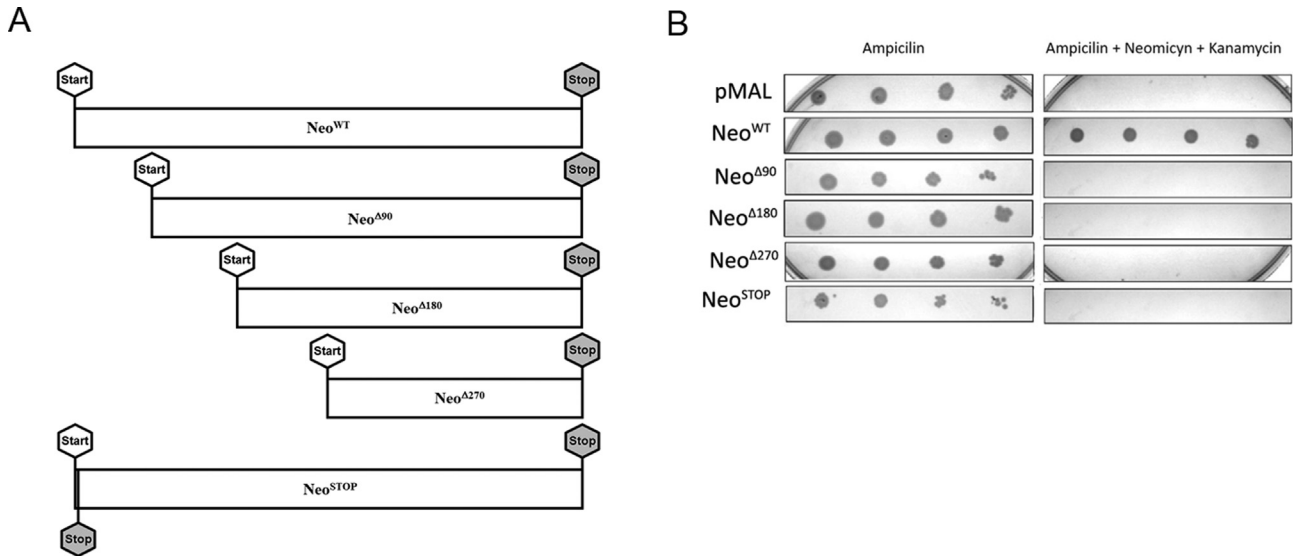 A
Start
Stop
Neo^WT
Start
Stop
Neo^Δ90
Start
Stop
Neo^Δ180
Start
Stop
Neo^Δ270
Start
Stop
Neo^STOP
Stop
B
Ampicilin
Ampicilin + Neomicyn + Kanamycin
pMAL
Neo^WT
Neo^Δ90
Neo^Δ180
Neo^Δ270
Neo^STOP